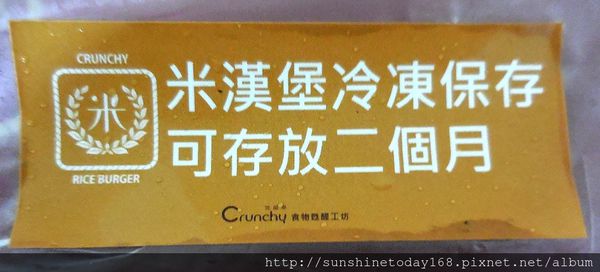 CRUNCHY
米
RICE BURGER
米漢堡冷凍保存
可存放二個月
Crunchy 食物甦醒工坊
http://sunshinetoday168.pixnet.net/album